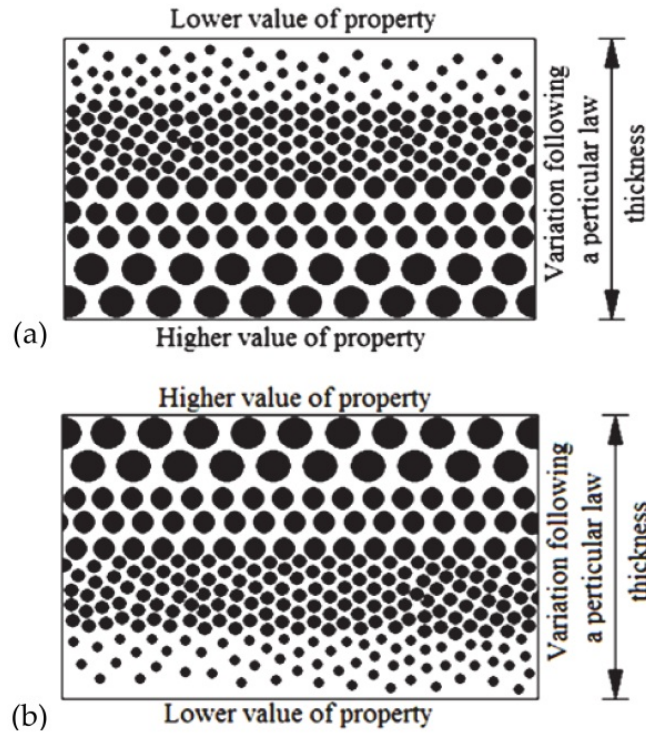 Lower value of property
Variation following
a perticular law
thickness
(a)
Higher value of property
Higher value of property
Variation following
a perticular law
thickness
(b)
Lower value of property